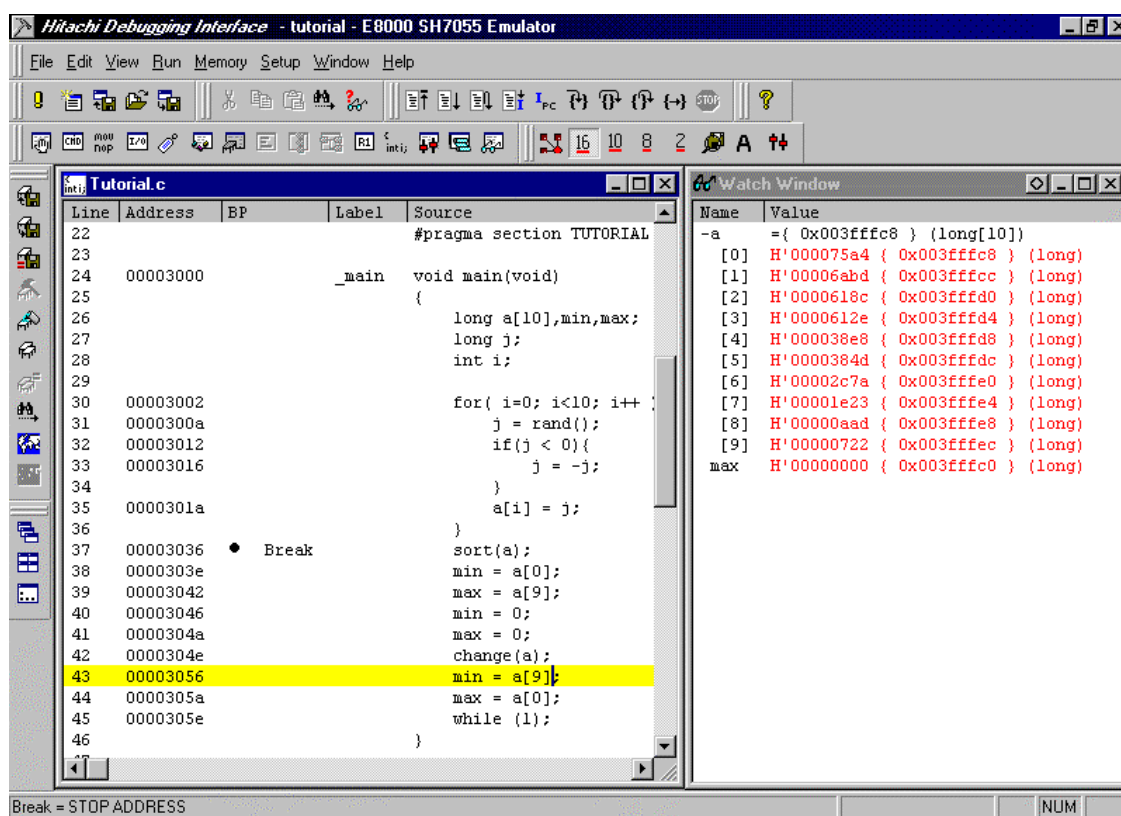 Hitachi Debugging Interface - tutorial - E8000 SH7055 Emulator
File Edit View Run Memory Setup Window Help
PC
CMD mov nop I/O R1 inti; 16 10 8 2 A
inti; Tutorial.c
Line Address BP Label Source
22 #pragma section TUTORIAL
23
24 00003000 _main void main(void)
25 {
26 long a[10],min,max;
27 long j;
28 int i;
29
30 00003002 for( i=0; i<10; i++ )
31 0000300a j = rand();
32 00003012 if(j < 0){
33 00003016 j = -j;
34 }
35 0000301a a[i] = j;
36 }
37 00003036 ● Break sort(a);
38 0000303e min = a[0];
39 00003042 max = a[9];
40 00003046 min = 0;
41 0000304a max = 0;
42 0000304e change(a);
43 00003056 min = a[9];
44 0000305a max = a[0];
45 0000305e while (1);
46 }
Watch Window
Name Value
-a ={ 0x003fffc8 } (long[10])
[0] H'000075a4 { 0x003fffc8 } (long)
[1] H'00006abd { 0x003fffcc } (long)
[2] H'0000618c { 0x003fffd0 } (long)
[3] H'0000612e { 0x003fffd4 } (long)
[4] H'000038e8 { 0x003fffd8 } (long)
[5] H'0000384d { 0x003fffdc } (long)
[6] H'00002c7a { 0x003fffe0 } (long)
[7] H'00001e23 { 0x003fffe4 } (long)
[8] H'00000aad { 0x003fffe8 } (long)
[9] H'00000722 { 0x003fffec } (long)
max H'00000000 { 0x003fffc0 } (long)
Break = STOP ADDRESS NUM